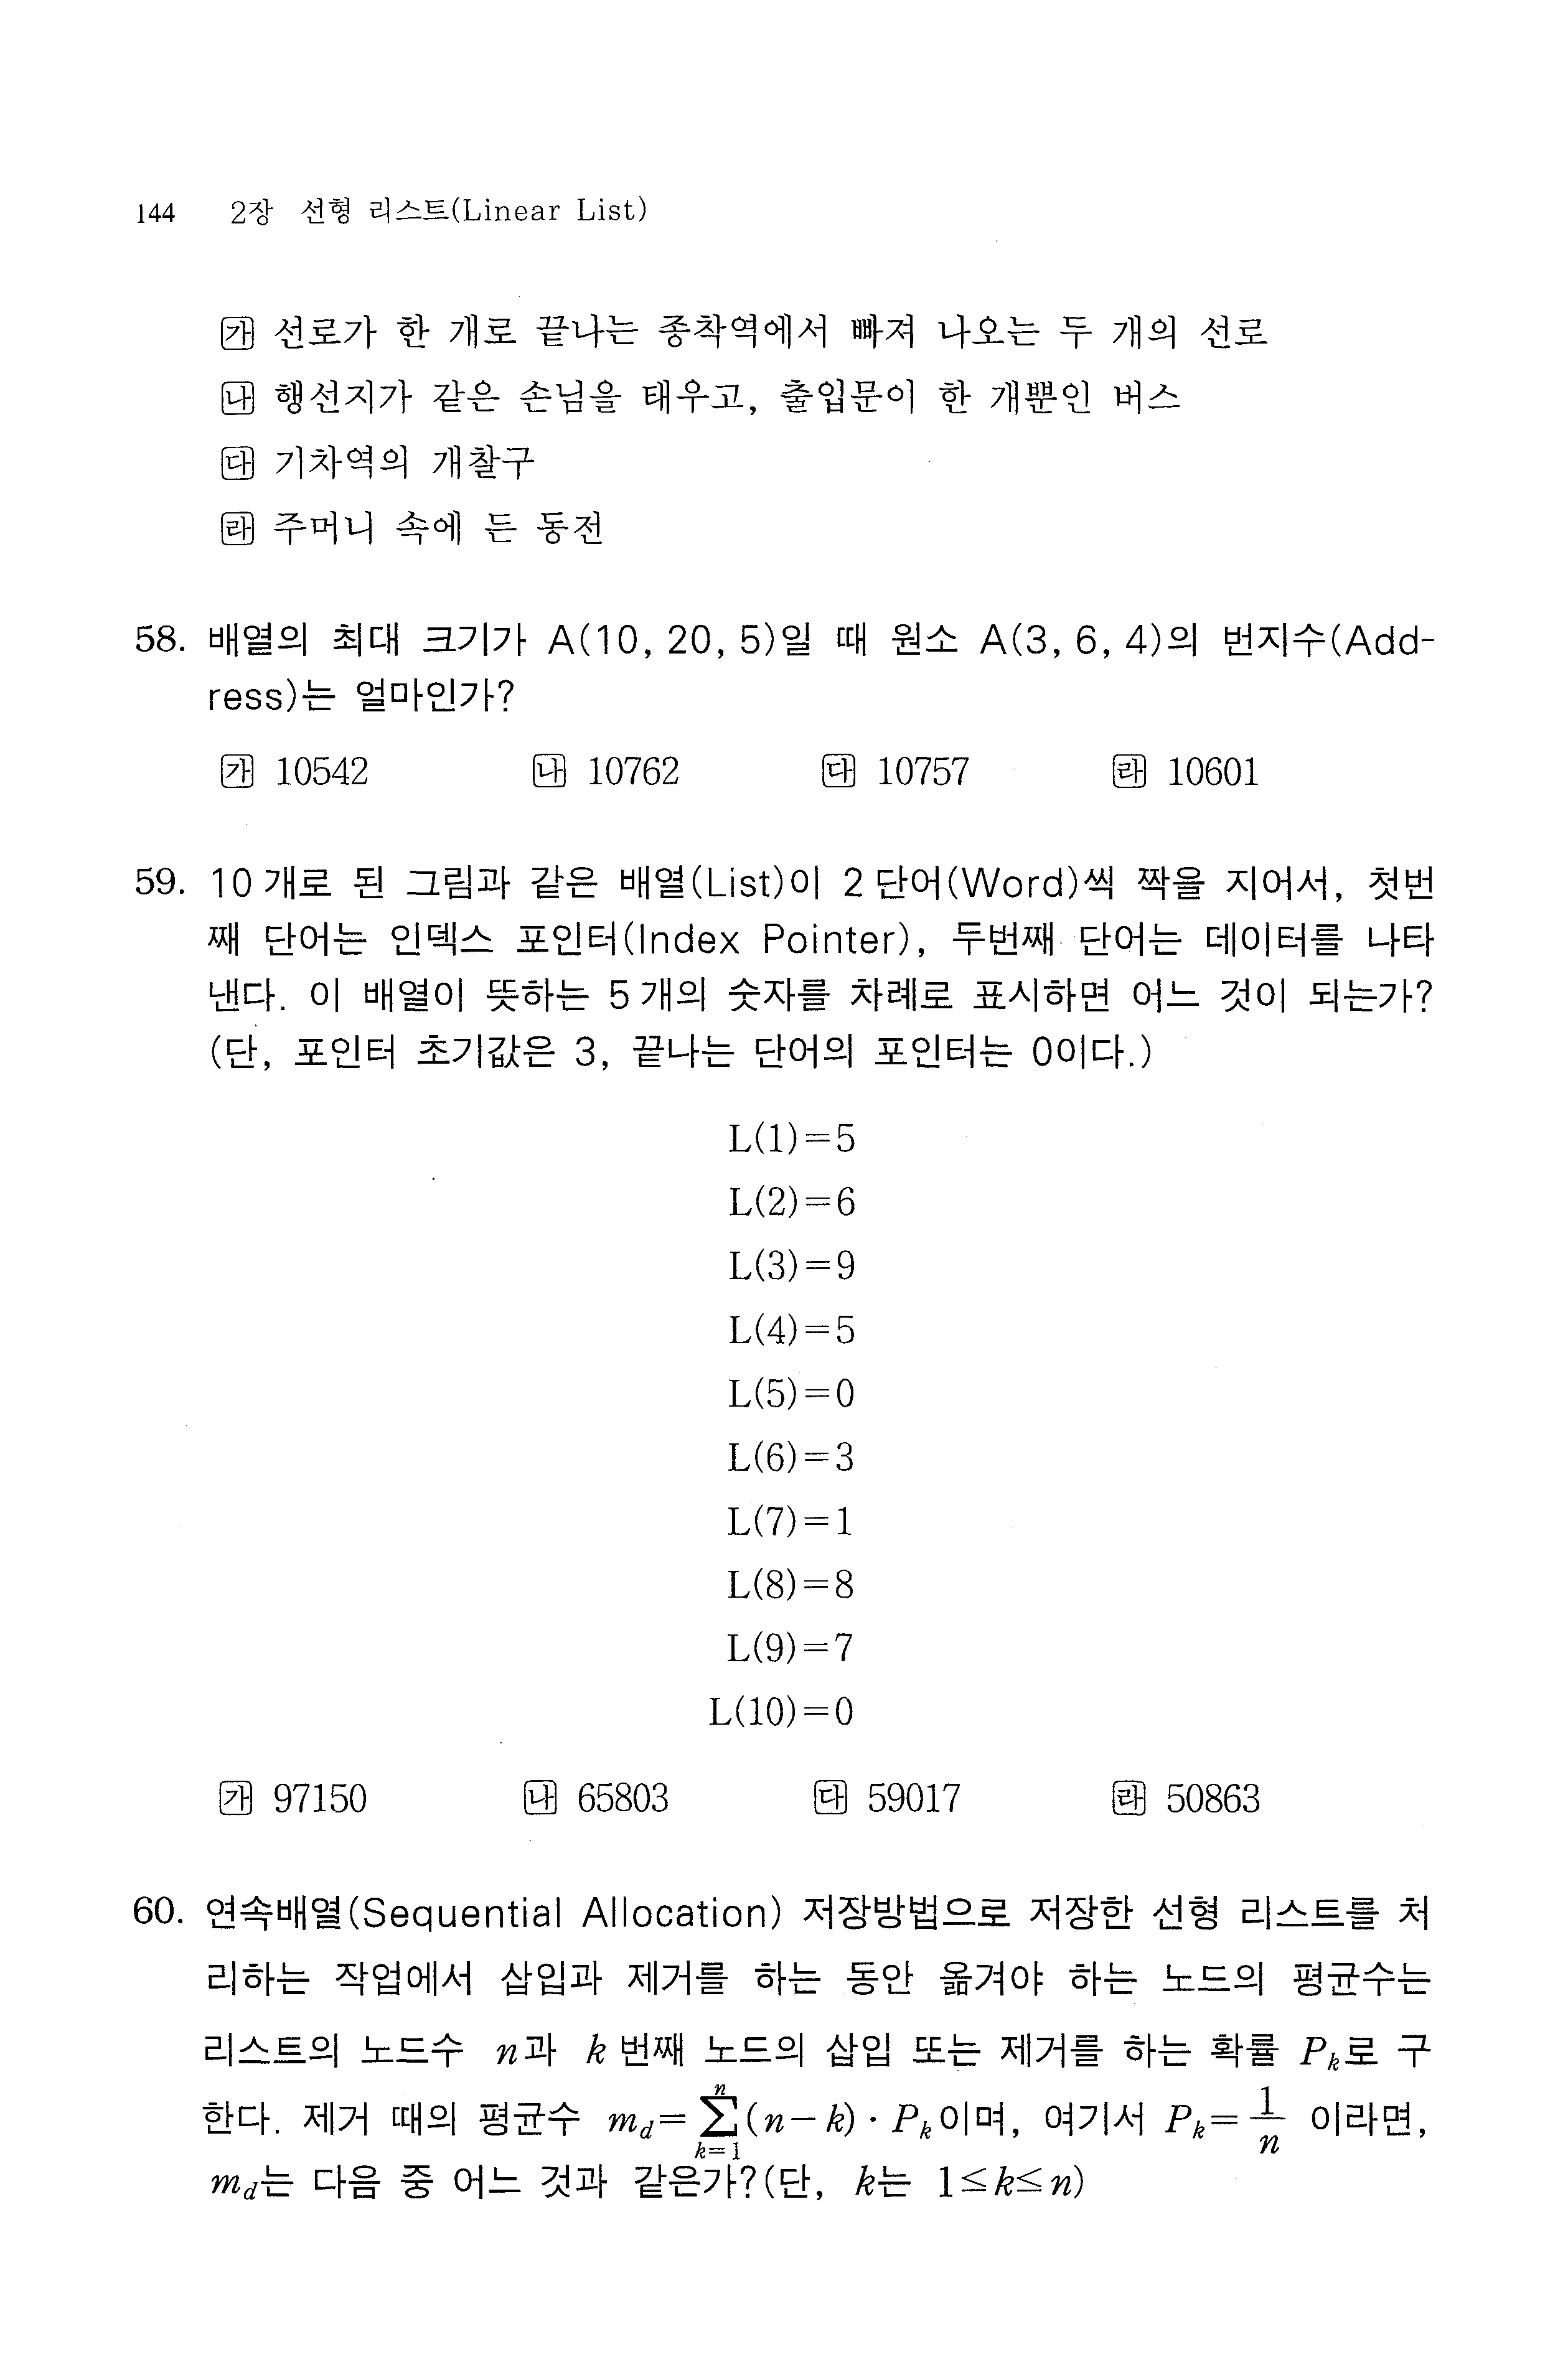 144 2장 선형 리스트(Linear List)
㉮ 선로가 한 개로 끝나는 종착역에서 빠져 나오는 두 개의 선로
㉯ 행선지가 같은 손님을 태우고, 출입문이 한 개뿐인 버스
㉰ 기차역의 개찰구
㉱ 주머니 속에 든 동전
58. 배열의 최대 크기가 A(10, 20, 5)일 때 원소 A(3, 6, 4)의 번지수(Add-
ress)는 얼마인가?
㉮ 10542 ㉯ 10762 ㉰ 10757 ㉱ 10601
59. 10개로 된 그림과 같은 배열(List)이 2단어(Word)씩 짝을 지어서, 첫번
째 단어는 인덱스 포인터(Index Pointer), 두번째 단어는 데이터를 나타
낸다. 이 배열이 뜻하는 5개의 숫자를 차례로 표시하면 어느 것이 되는가?
(단, 포인터 초기값은 3, 끝나는 단어의 포인터는 0이다.)
L(1)=5
L(2)=6
L(3)=9
L(4)=5
L(5)=0
L(6)=3
L(7)=1
L(8)=8
L(9)=7
L(10)=0
㉮ 97150 ㉯ 65803 ㉰ 59017 ㉱ 50863
60. 연속배열(Sequential Allocation) 저장방법으로 저장한 선형 리스트를 처
리하는 작업에서 삽입과 제거를 하는 동안 옮겨야 하는 노드의 평균수는
리스트의 노드수 n과 k번째 노드의 삽입 또는 제거를 하는 확률 Pₖ로 구
한다. 제거 때의 평균수 m_d=∑_{k=1}^{n}(n-k)·Pₖ이며, 여기서 Pₖ=1/n 이라면,
m_d는 다음 중 어느 것과 같은가?(단, k는 1≤k≤n)